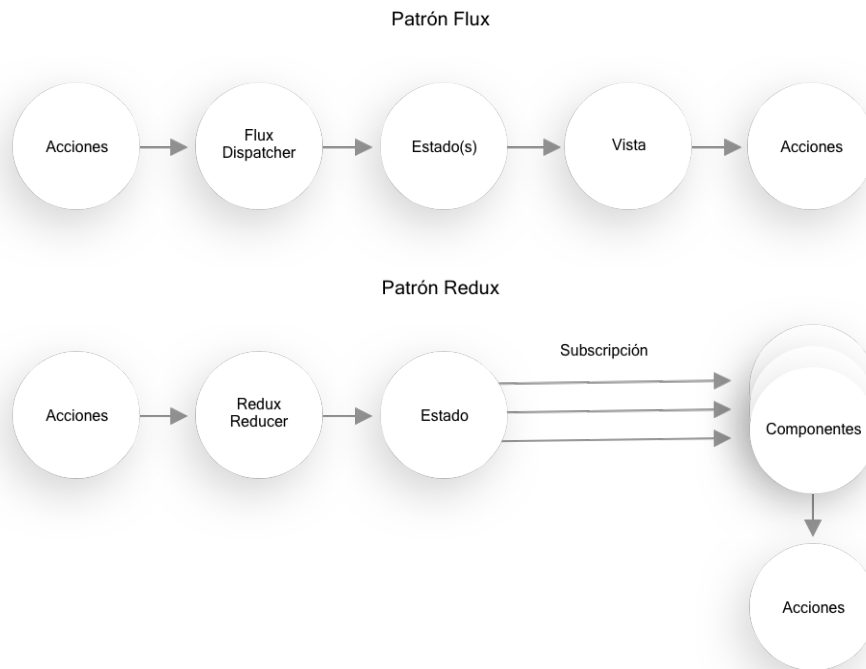 Patrón Flux
Acciones
Flux
Dispatcher
Estado(s)
Vista
Acciones
Patrón Redux
Acciones
Redux
Reducer
Estado
Subscripción
Componentes
Acciones